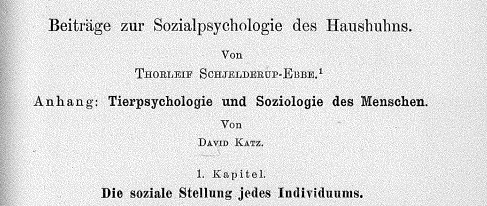 Beiträge zur Sozialpsychologie des Haushuhns.
Von
Thorleif Schjelderup-Ebbe.¹
Anhang: Tierpsychologie und Soziologie des Menschen.
Von
David Katz.
1. Kapitel.
Die soziale Stellung jedes Individuums.